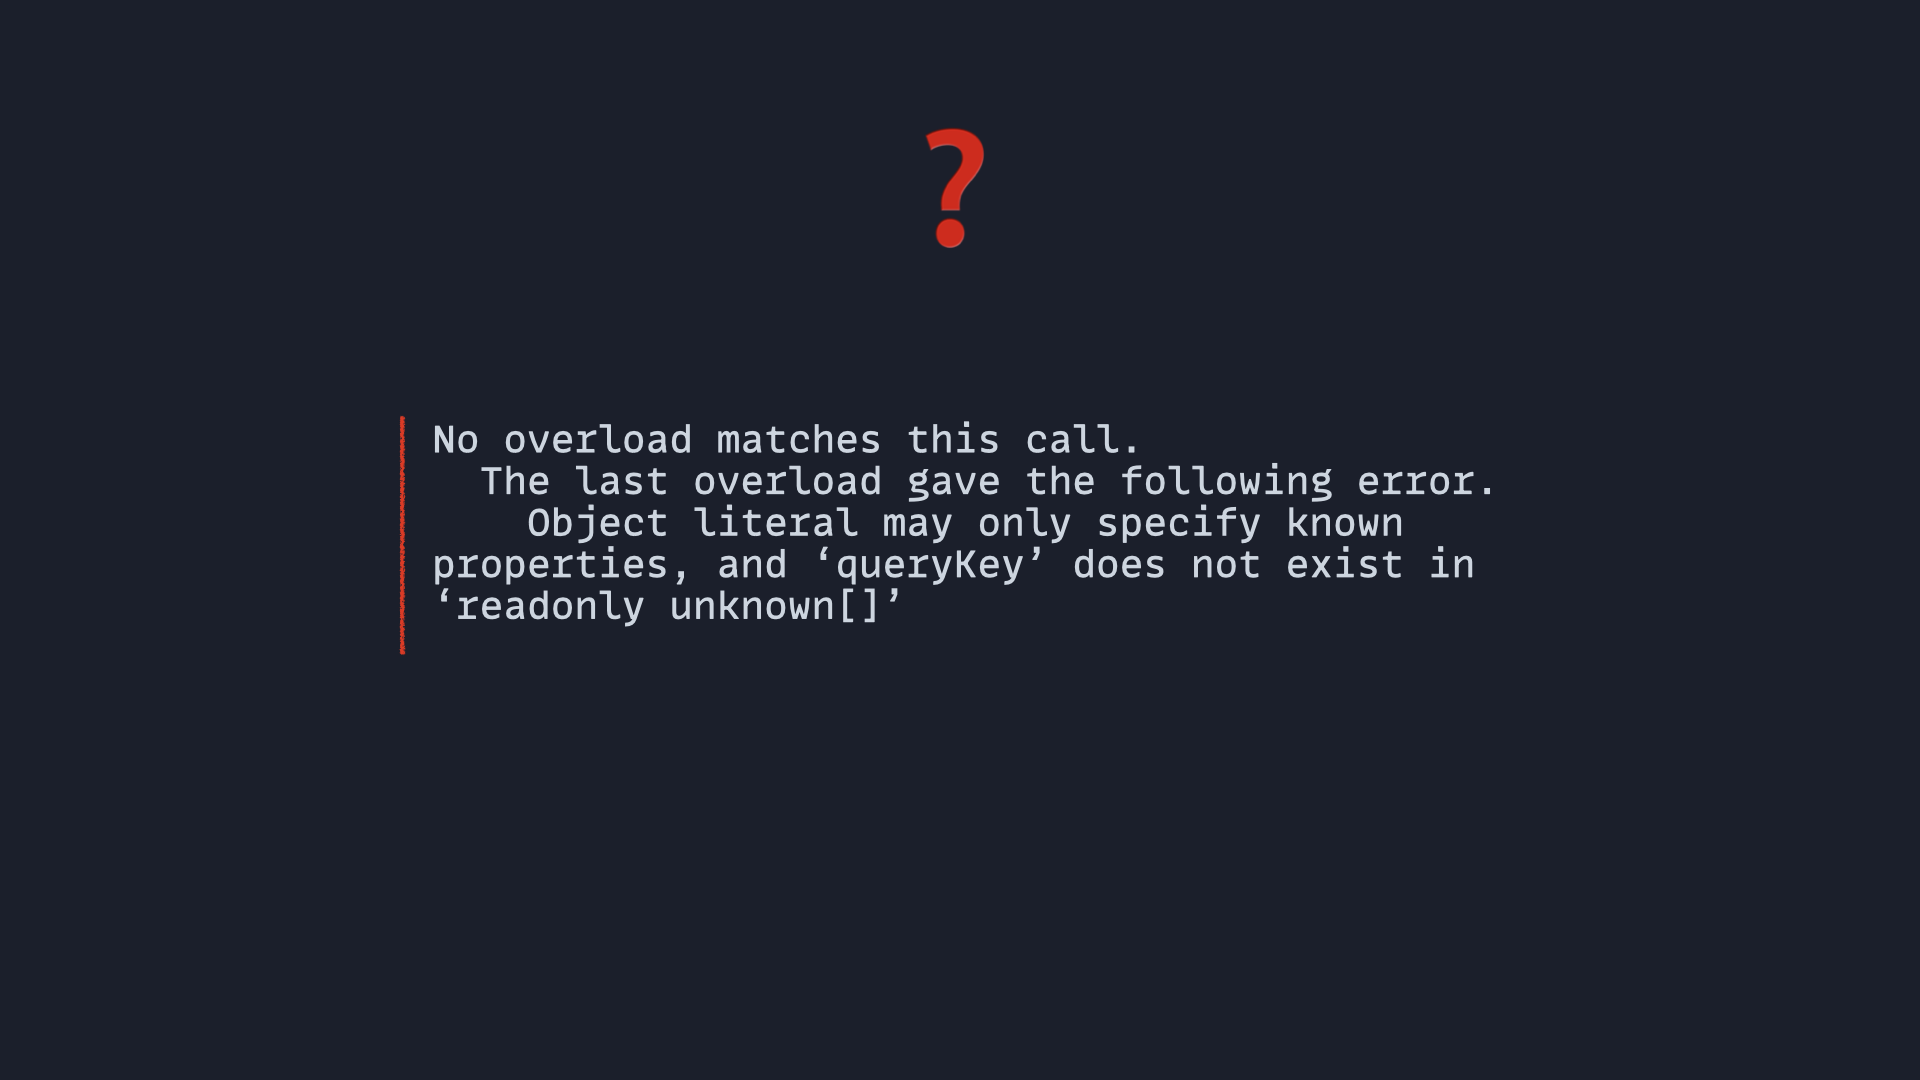 ?
No overload matches this call.
  The last overload gave the following error.
    Object literal may only specify known
properties, and ‘queryKey’ does not exist in
‘readonly unknown[]’